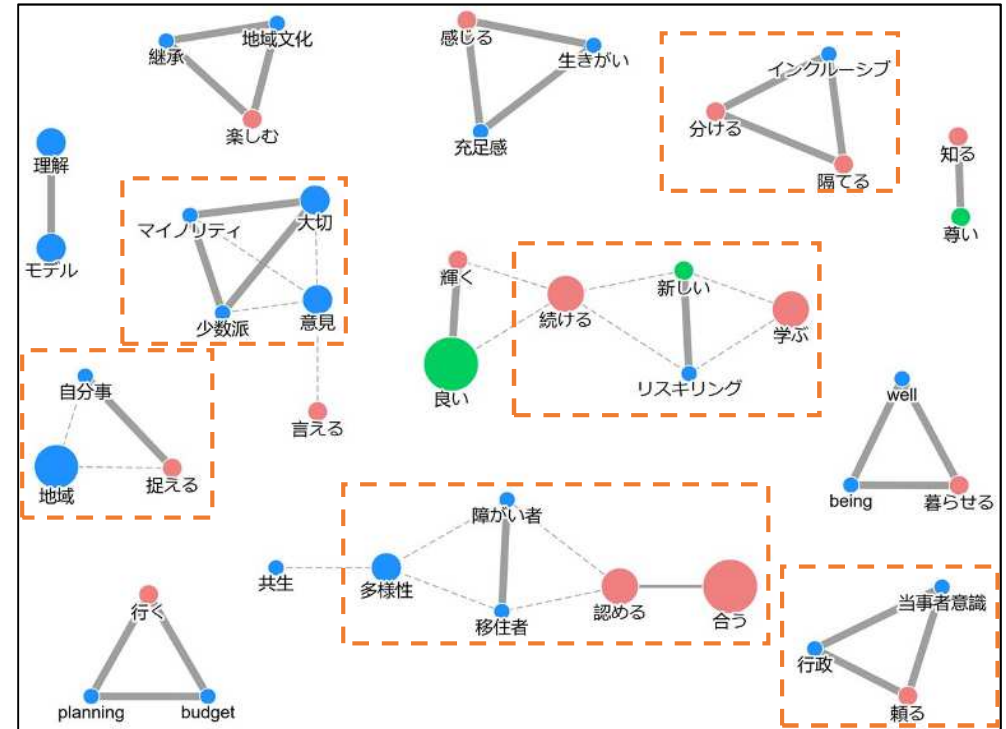 地域文化
継承
楽しむ
感じる
生きがい
充足感
インクルーシブ
分ける
隔てる
理解
モデル
知る
尊い
マイノリティ
大切
少数派
意見
言える
輝く
良い
続ける
新しい
学ぶ
リスキリング
自分事
地域
捉える
well
being
暮らせる
障がい者
共生
多様性
移住者
認める
合う
行く
planning
budget
当事者意識
行政
頼る